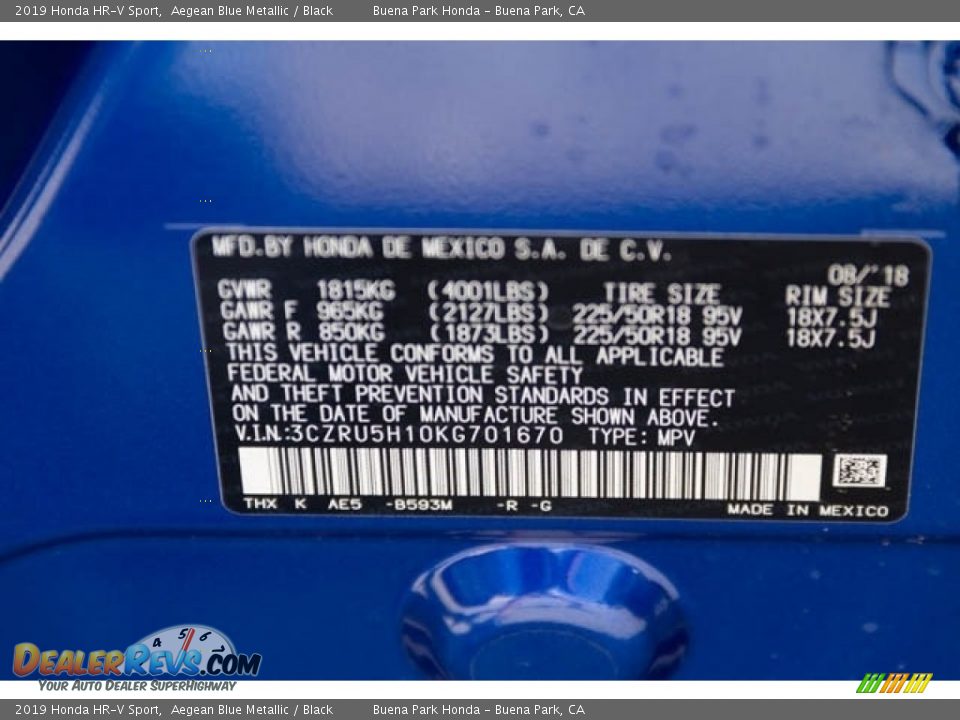 2019 Honda HR-V Sport,  Aegean Blue Metallic / Black          Buena Park Honda - Buena Park, CA
MFD.BY HONDA DE MEXICO S.A. DE C.V.
08/'18
GVWR 1815KG (4001LBS) TIRE SIZE RIM SIZE
GAWR F 965KG (2127LBS) 225/50R18 95V 18X7.5J
GAWR R 850KG (1873LBS) 225/50R18 95V 18X7.5J
THIS VEHICLE CONFORMS TO ALL APPLICABLE
FEDERAL MOTOR VEHICLE SAFETY
AND THEFT PREVENTION STANDARDS IN EFFECT
ON THE DATE OF MANUFACTURE SHOWN ABOVE.
V.I.N.:3CZRU5H10KG701670 TYPE: MPV
THX K AE5 -B593M -R -G MADE IN MEXICO
4 5 6
DEALERREVS.COM
YOUR AUTO DEALER SUPERHIGHWAY
2019 Honda HR-V Sport,  Aegean Blue Metallic / Black          Buena Park Honda - Buena Park, CA